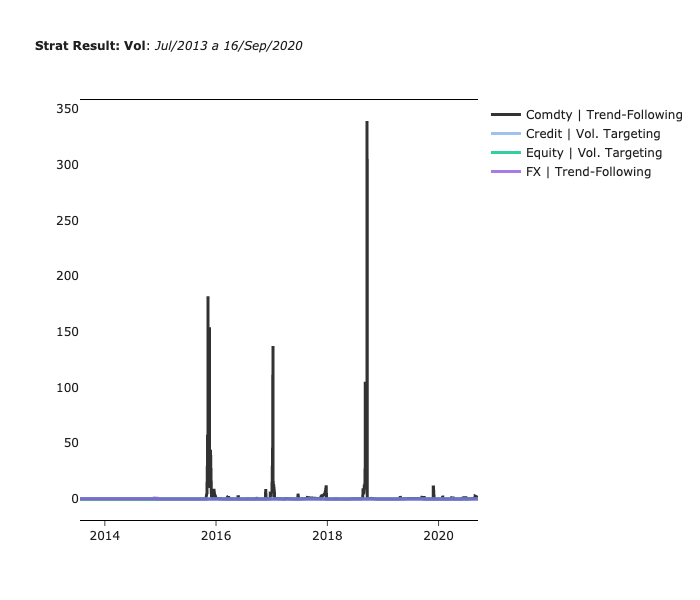 Strat Result: Vol: Jul/2013 a 16/Sep/2020
Comdty | Trend-Following
Credit | Vol. Targeting
Equity | Vol. Targeting
FX | Trend-Following
350
300
250
200
150
100
50
0
2014 2016 2018 2020